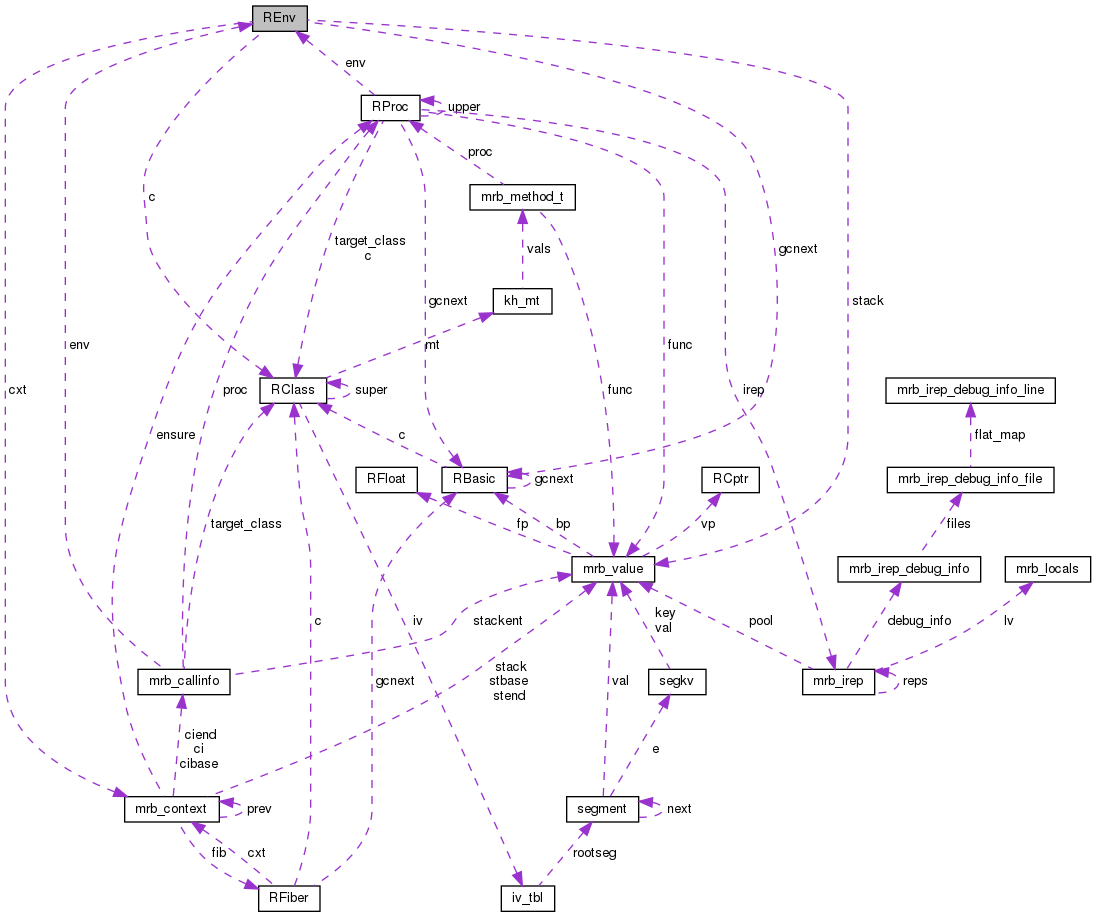 REnv
env
RProc
upper
proc
mrb_method_t
c
target_class
c
vals
gcnext
gcnext
kh_mt
stack
env
mt
func
cxt
proc
RClass
super
func
irep
mrb_irep_debug_info_line
ensure
c
flat_map
RFloat
RBasic
gcnext
RCptr
mrb_irep_debug_info_file
target_class
fp
bp
vp
files
mrb_value
mrb_irep_debug_info
mrb_locals
c
iv
stackent
key
val
pool
debug_info
lv
mrb_callinfo
gcnext
stack
stbase
stend
val
segkv
mrb_irep
reps
ciend
ci
cibase
e
mrb_context
prev
segment
next
fib
cxt
rootseg
RFiber
iv_tbl